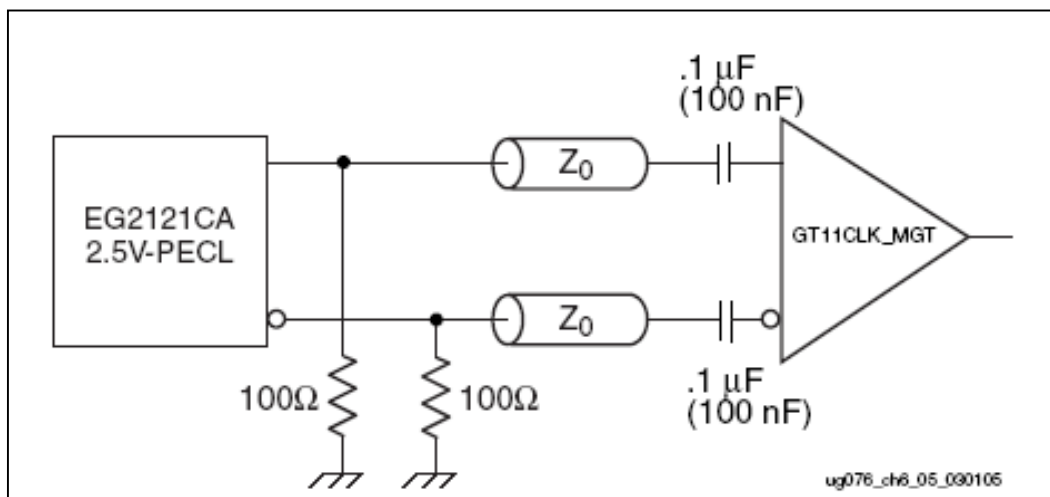 .1 μF
(100 nF)
Z0
EG2121CA
2.5V-PECL
GT11CLK_MGT
Z0
100Ω
100Ω
.1 μF
(100 nF)
ug076_ch6_05_030105